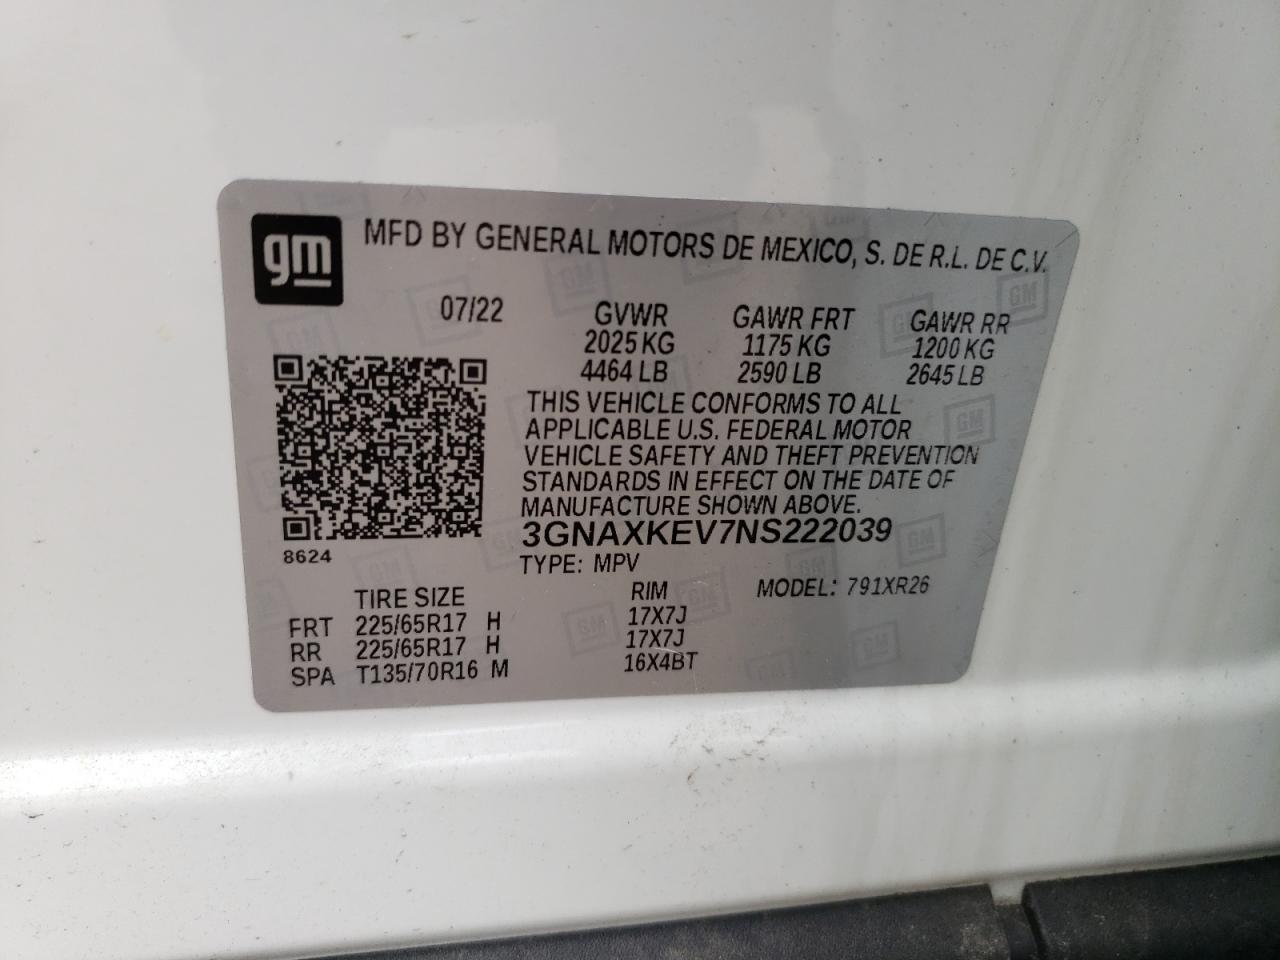 gm
MFD BY GENERAL MOTORS DE MEXICO, S. DE R.L. DE C.V.
07/22 GVWR GAWR FRT GAWR RR
2025 KG 1175 KG 1200 KG
4464 LB 2590 LB 2645 LB
THIS VEHICLE CONFORMS TO ALL
APPLICABLE U.S. FEDERAL MOTOR
VEHICLE SAFETY AND THEFT PREVENTION
STANDARDS IN EFFECT ON THE DATE OF
MANUFACTURE SHOWN ABOVE.
3GNAXKEV7NS222039
8624
TYPE: MPV MODEL: 791XR26
TIRE SIZE RIM
FRT 225/65R17 H 17X7J
RR 225/65R17 H 17X7J
SPA T135/70R16 M 16X4BT